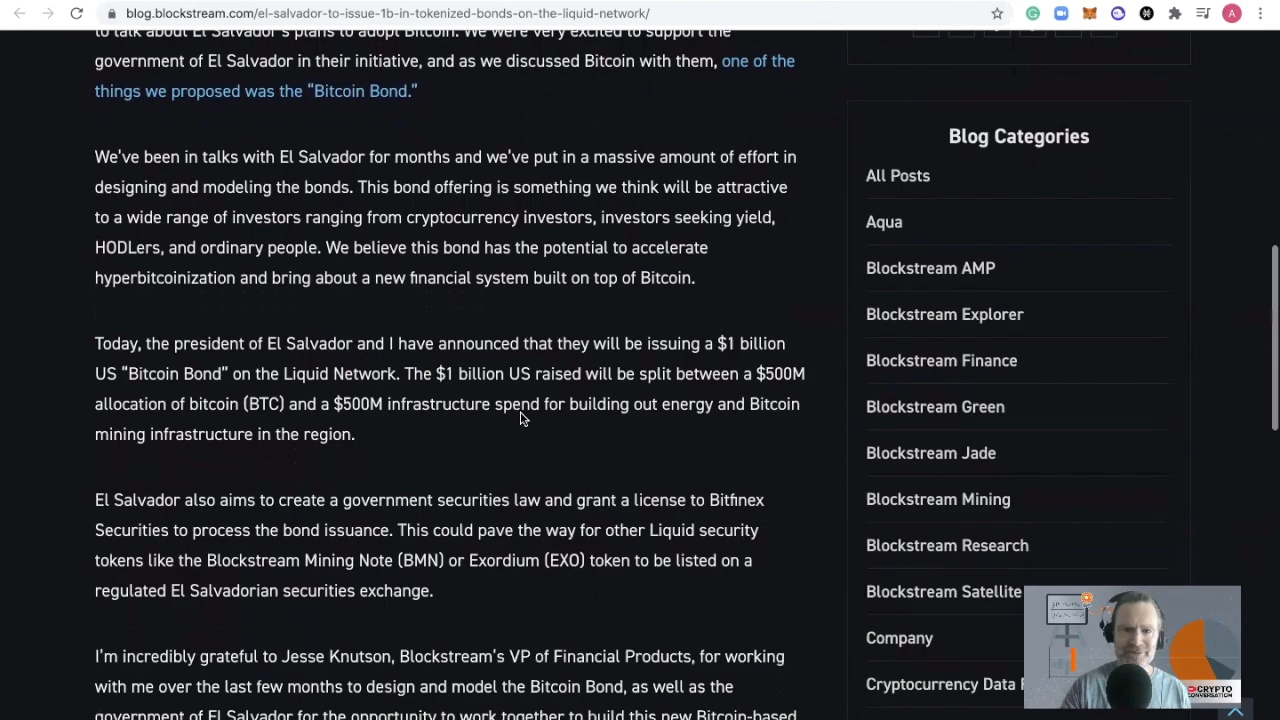 blog.blockstream.com/el-salvador-to-issue-1b-in-tokenized-bonds-on-the-liquid-network/
to talk about El Salvador's plans to adopt Bitcoin. We were very excited to support the
government of El Salvador in their initiative, and as we discussed Bitcoin with them, one of the
things we proposed was the “Bitcoin Bond.”
We've been in talks with El Salvador for months and we've put in a massive amount of effort in
designing and modeling the bonds. This bond offering is something we think will be attractive
to a wide range of investors ranging from cryptocurrency investors, investors seeking yield,
HODLers, and ordinary people. We believe this bond has the potential to accelerate
hyperbitcoinization and bring about a new financial system built on top of Bitcoin.
Today, the president of El Salvador and I have announced that they will be issuing a $1 billion
US “Bitcoin Bond” on the Liquid Network. The $1 billion US raised will be split between a $500M
allocation of bitcoin (BTC) and a $500M infrastructure spend for building out energy and Bitcoin
mining infrastructure in the region.
El Salvador also aims to create a government securities law and grant a license to Bitfinex
Securities to process the bond issuance. This could pave the way for other Liquid security
tokens like the Blockstream Mining Note (BMN) or Exordium (EXO) token to be listed on a
regulated El Salvadorian securities exchange.
I'm incredibly grateful to Jesse Knutson, Blockstream's VP of Financial Products, for working
with me over the last few months to design and model the Bitcoin Bond, as well as the
government of El Salvador for the opportunity to work together to build this new Bitcoin-based
Blog Categories
All Posts
Aqua
Blockstream AMP
Blockstream Explorer
Blockstream Finance
Blockstream Green
Blockstream Jade
Blockstream Mining
Blockstream Research
Blockstream Satellite
Company
Cryptocurrency Data
A
CRYPTO
CONVERSATION